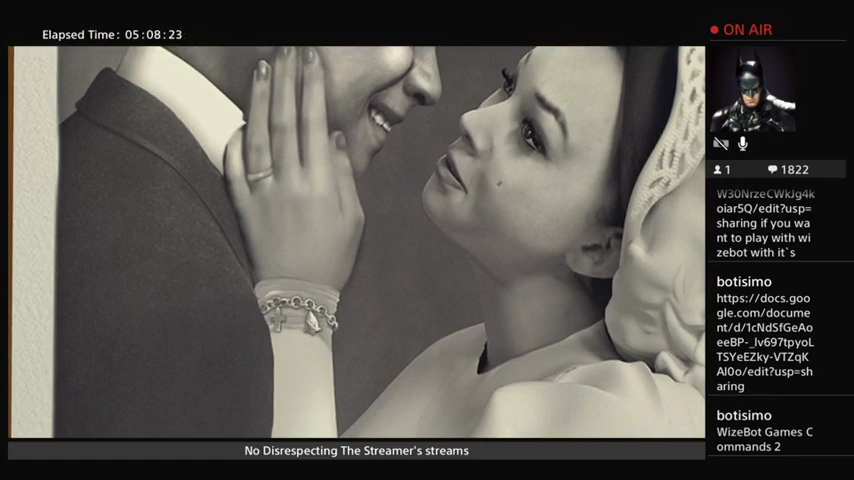 Elapsed Time: 05:08:23
ON AIR
1
1822
W30NrzeCWkJg4k
oiar5Q/edit?usp=
sharing if you wa
nt to play with wi
zebot with it`s
botisimo
https://docs.goo
gle.com/docume
nt/d/1cNdSfGeAo
eeBP-_lv697tpyoL
TSYeEZky-VTZqK
AI0o/edit?usp=sh
aring
botisimo
WizeBot Games C
ommands 2
No Disrespecting The Streamer's streams